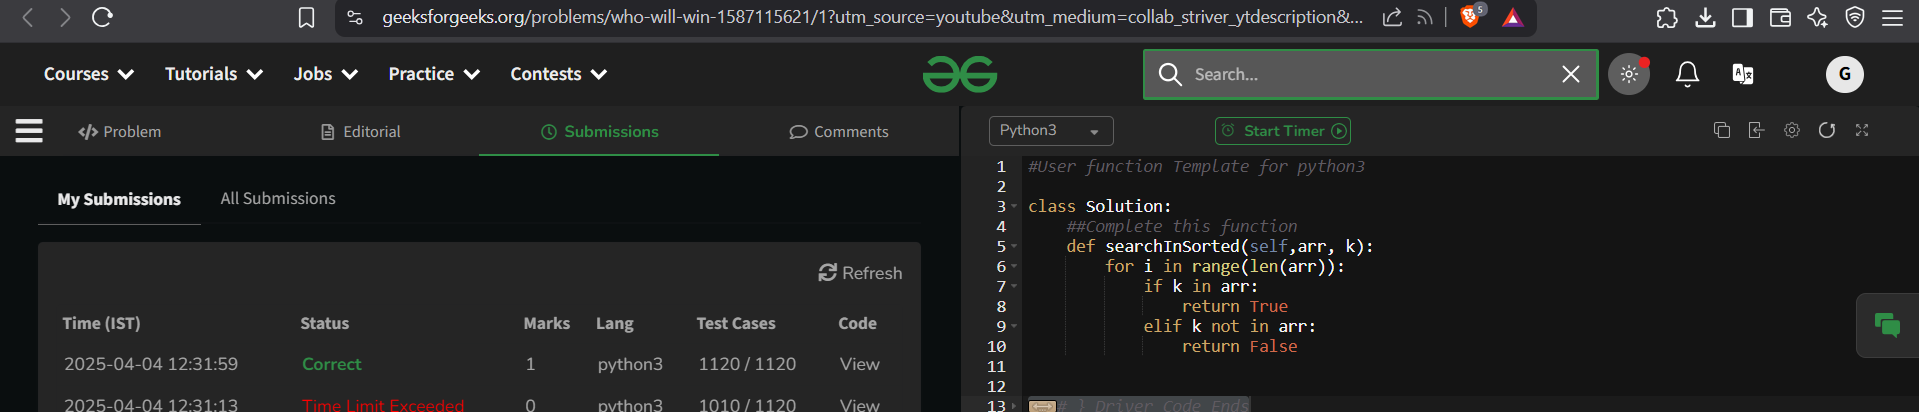 geeksforgeeks.org/problems/who-will-win-1587115621/1?utm_source=youtube&utm_medium=collab_striver_ytdescription&...
5
Courses Tutorials Jobs Practice Contests
Search...
G
Problem Editorial Submissions Comments
Python3
Start Timer
My Submissions All Submissions
Refresh
Time (IST) Status Marks Lang Test Cases Code
2025-04-04 12:31:59 Correct 1 python3 1120 / 1120 View
2025-04-04 12:31:13 Time Limit Exceeded 0 python3 1010 / 1120 View
1 #User function Template for python3
2
3 class Solution:
4 ##Complete this function
5 def searchInSorted(self,arr, k):
6 for i in range(len(arr)):
7 if k in arr:
8 return True
9 elif k not in arr:
10 return False
11
12
13 # } Driver Code Ends